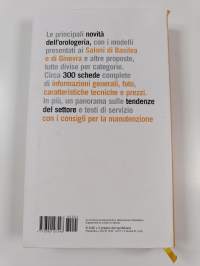 Le principali novità
dell'orologeria, con i modelli
presentati ai Saloni di Basilea
e di Ginevra e altre proposte,
tutte divise per categorie.
Circa 300 schede complete
di informazioni generali, foto,
caratteristiche tecniche e prezzi.
In più, un panorama sulle tendenze
del settore e testi di servizio
con i consigli per la manutenzione